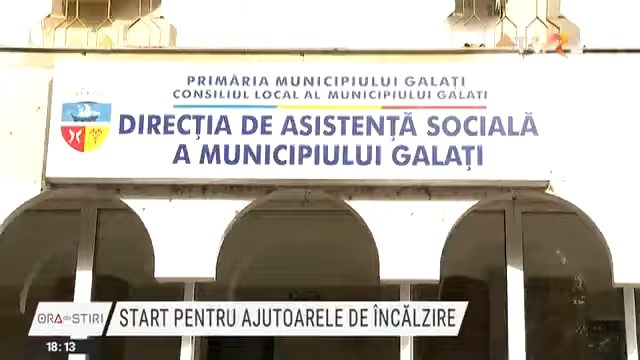 PRIMĂRIA MUNICIPIULUI GALAȚI
CONSILIUL LOCAL AL MUNICIPIULUI GALAȚI
DIRECȚIA DE ASISTENȚĂ SOCIALĂ
A MUNICIPIULUI GALAȚI
ORA de ȘTIRI
START PENTRU AJUTOARELE DE ÎNCĂLZIRE
18:13